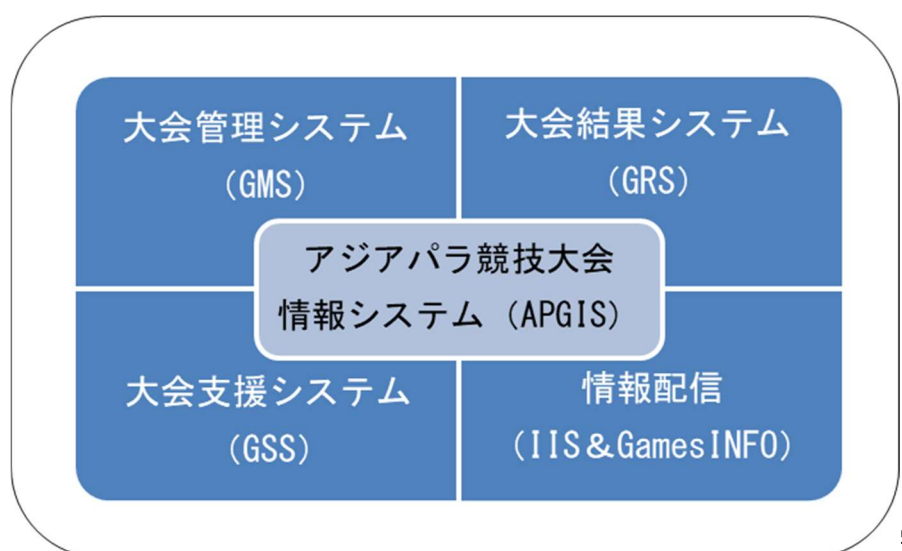 大会管理システム
（GMS）
大会結果システム
（GRS）
アジアパラ競技大会
情報システム（APGIS）
大会支援システム
（GSS）
情報配信
（IIS＆GamesINFO）